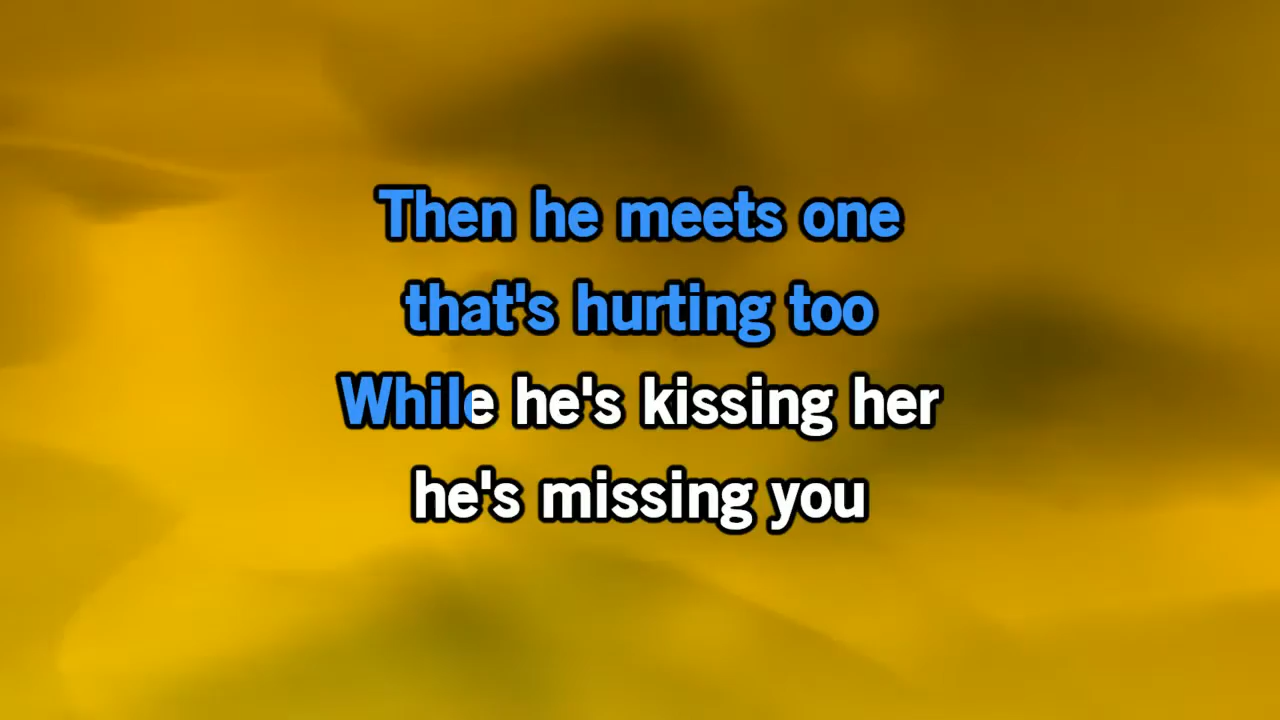 Then he meets one
that's hurting too
While he's kissing her
he's missing you